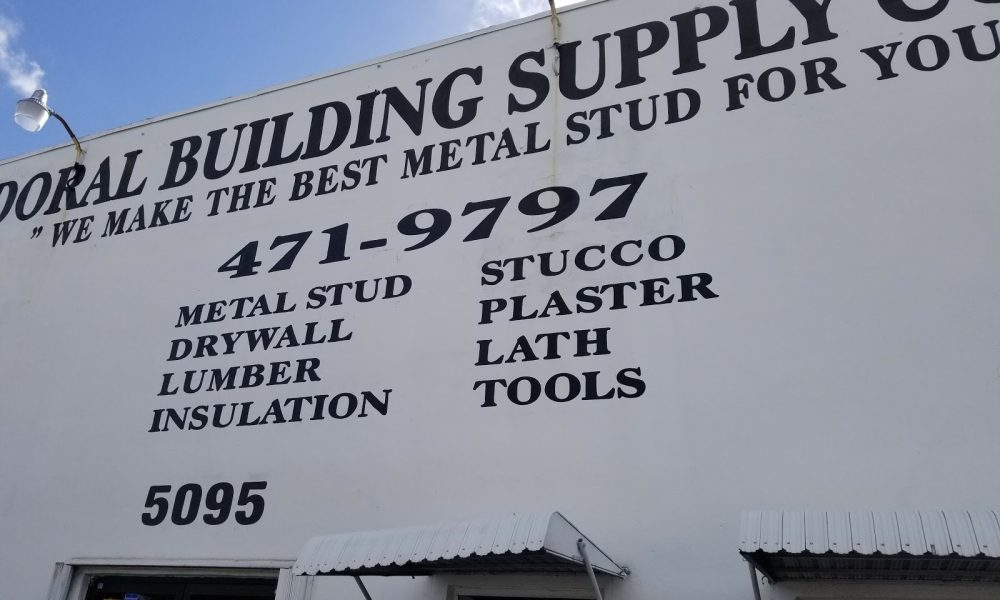 DORAL BUILDING SUPPLY CO
"WE MAKE THE BEST METAL STUD FOR YOU
471-9797
METAL STUD
DRYWALL
LUMBER
INSULATION
STUCCO
PLASTER
LATH
TOOLS
5095